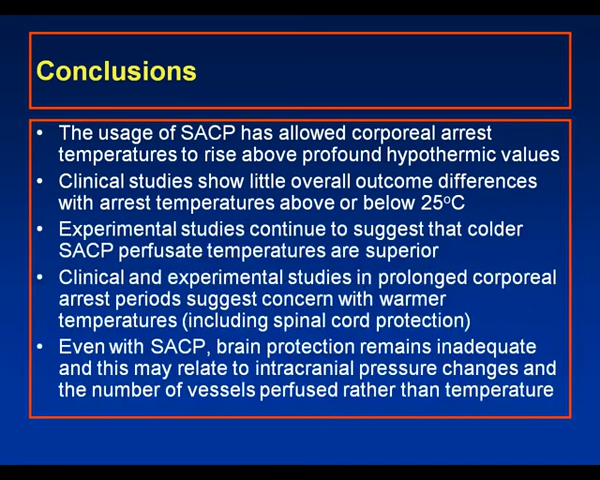 Conclusions
• The usage of SACP has allowed corporeal arrest
temperatures to rise above profound hypothermic values
• Clinical studies show little overall outcome differences
with arrest temperatures above or below 25ºC
• Experimental studies continue to suggest that colder
SACP perfusate temperatures are superior
• Clinical and experimental studies in prolonged corporeal
arrest periods suggest concern with warmer
temperatures (including spinal cord protection)
• Even with SACP, brain protection remains inadequate
and this may relate to intracranial pressure changes and
the number of vessels perfused rather than temperature